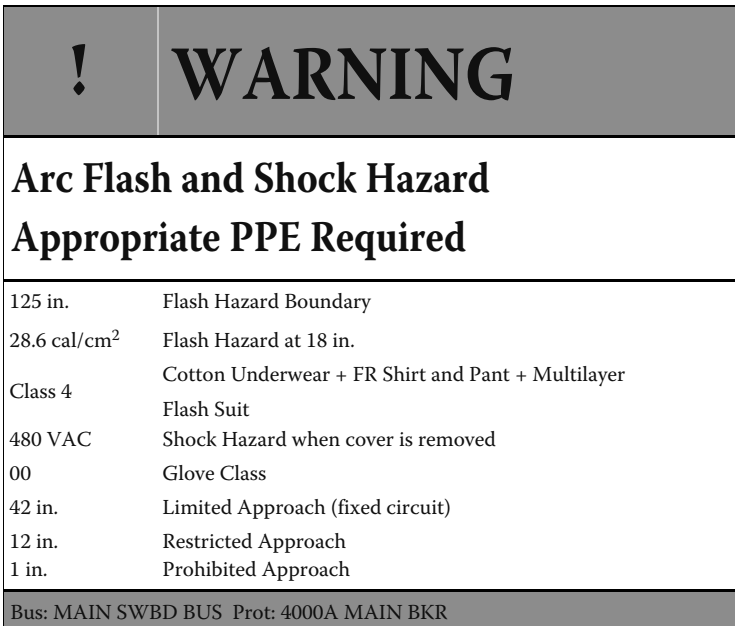 ! WARNING
Arc Flash and Shock Hazard
Appropriate PPE Required
125 in. Flash Hazard Boundary
28.6 cal/cm² Flash Hazard at 18 in.
Class 4 Cotton Underwear + FR Shirt and Pant + Multilayer
Flash Suit
480 VAC Shock Hazard when cover is removed
00 Glove Class
42 in. Limited Approach (fixed circuit)
12 in. Restricted Approach
1 in. Prohibited Approach
Bus: MAIN SWBD BUS Prot: 4000A MAIN BKR